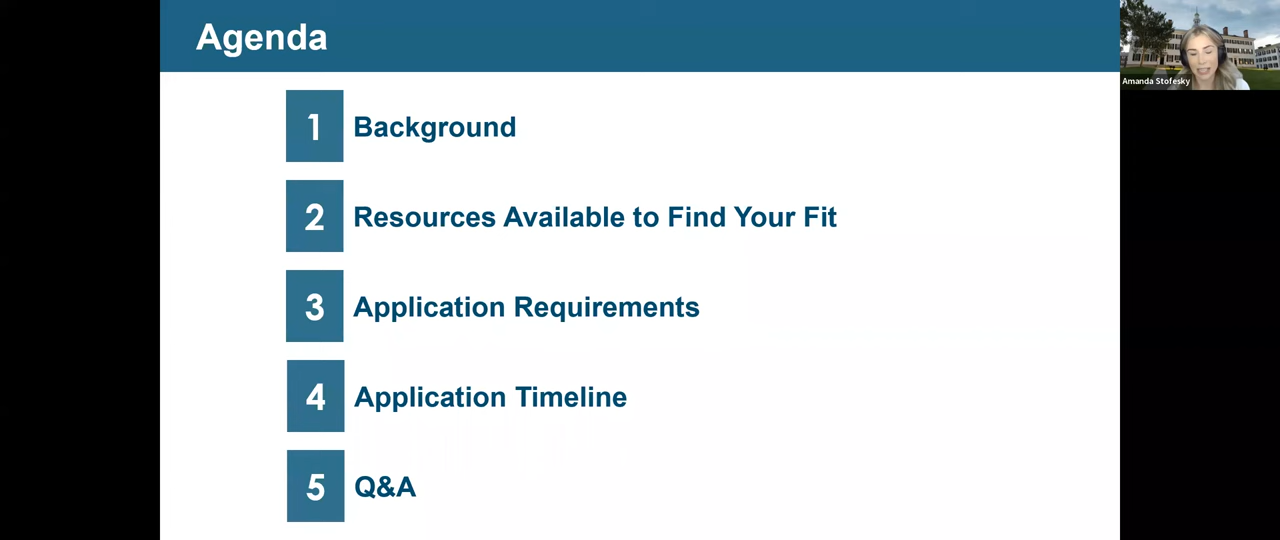 Agenda
Amanda Stofesky
1 Background
2 Resources Available to Find Your Fit
3 Application Requirements
4 Application Timeline
5 Q&A